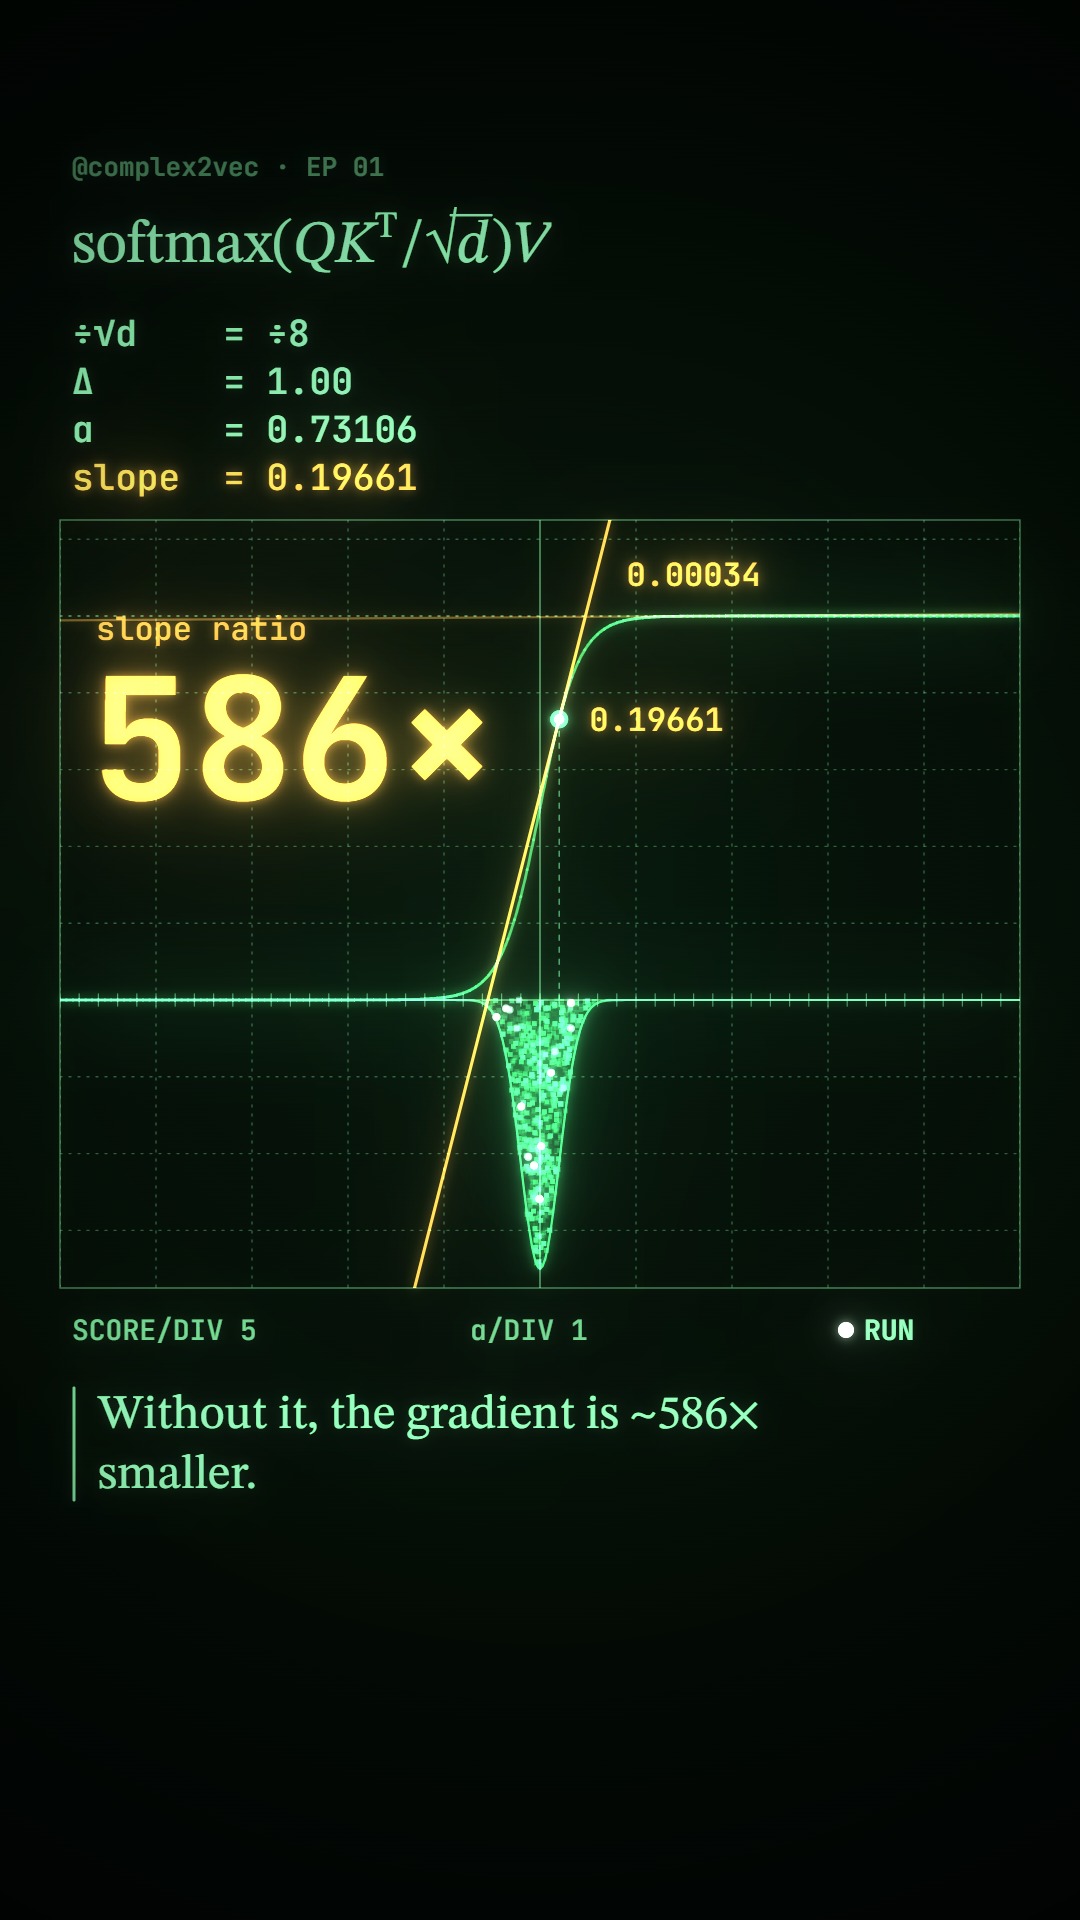 @complex2vec · EP 01
softmax(QKᵀ/√d)V
÷√d = ÷8
Δ = 1.00
α = 0.73106
slope = 0.19661
0.00034
slope ratio
586×
0.19661
SCORE/DIV 5
α/DIV 1
RUN
Without it, the gradient is ~586×
smaller.